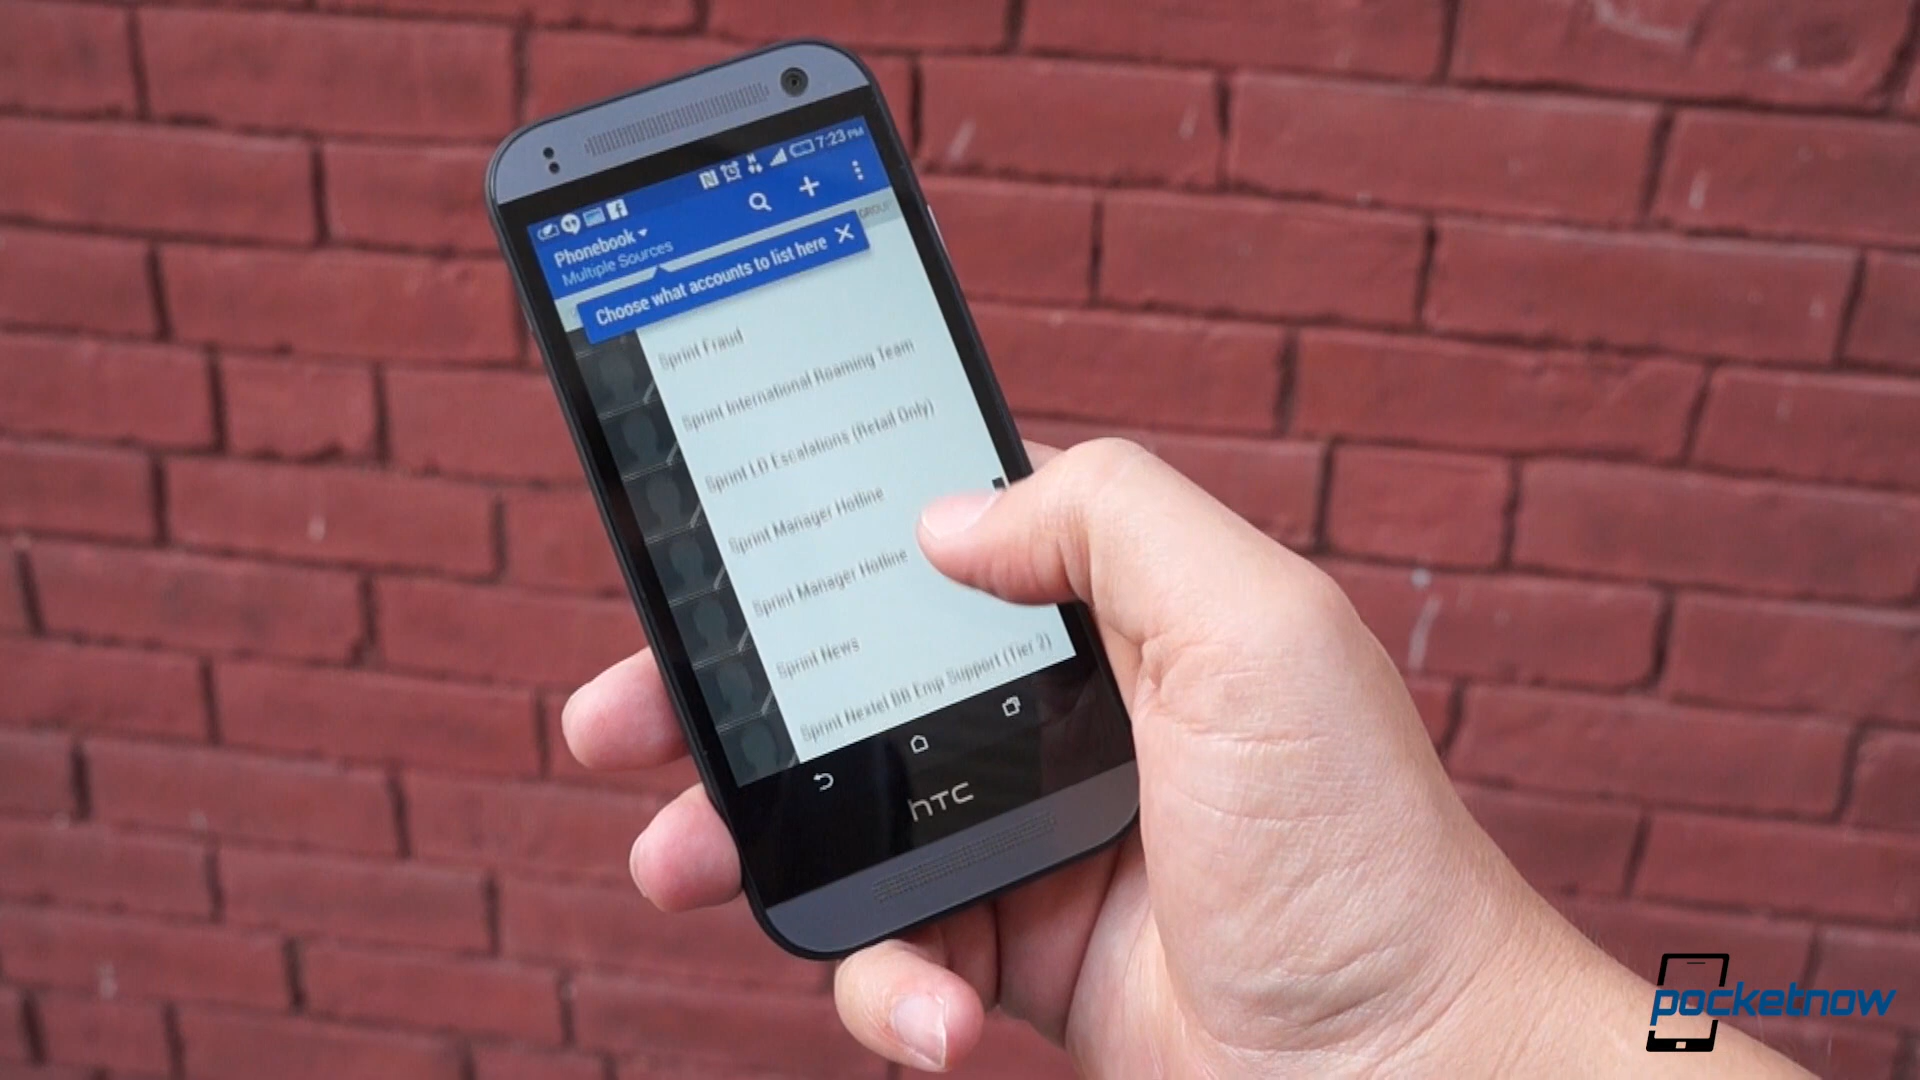 7:23 PM
Phonebook
Multiple Sources
GROUP
Choose what accounts to list here
Sprint Fraud
Sprint International Roaming Team
Sprint LD Escalations (Retail Only)
Sprint Manager Hotline
Sprint Manager Hotline
Sprint News
Sprint Nextel BB Emp Support (Tier 2)
hTC
pocketnow